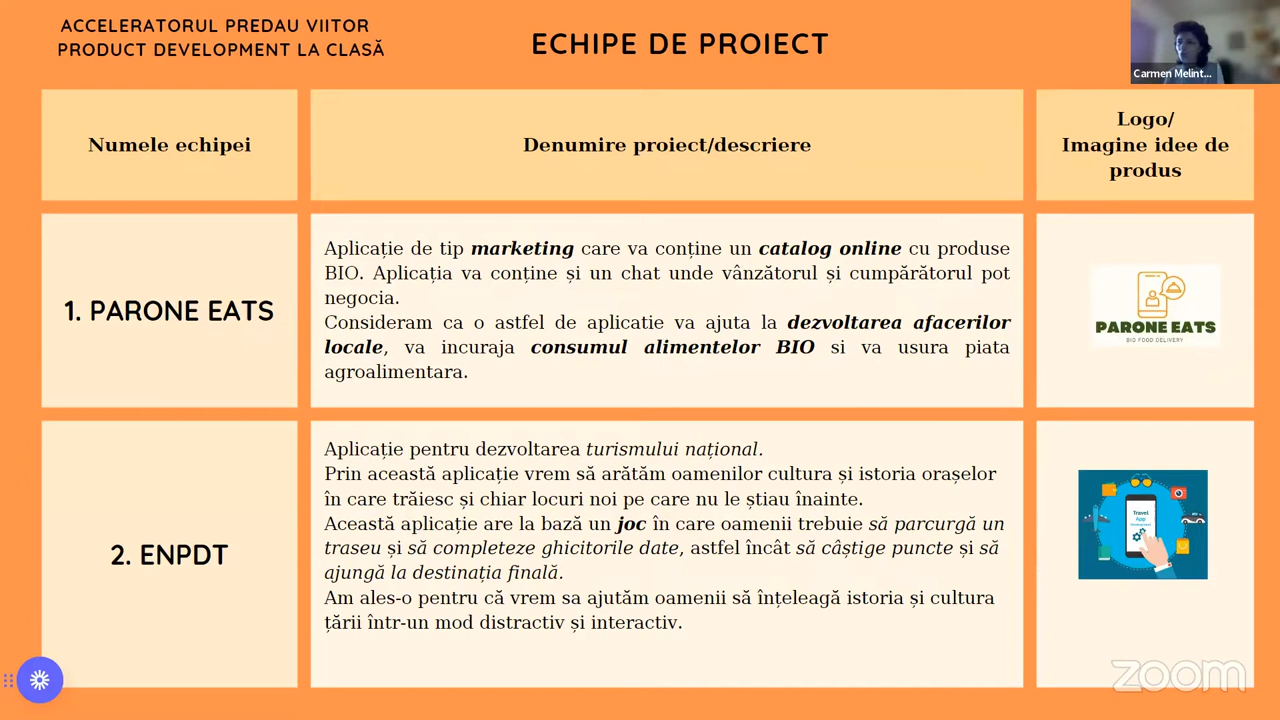 ACCELERATORUL PREDAU VIITOR
PRODUCT DEVELOPMENT LA CLASĂ
ECHIPE DE PROIECT
Carmen Melint...
Numele echipei
Denumire proiect/descriere
Logo/
Imagine idee de
produs
1. PARONE EATS
Aplicație de tip marketing care va conține un catalog online cu produse
BIO. Aplicația va conține și un chat unde vânzătorul și cumpărătorul pot
negocia.
Consideram ca o astfel de aplicatie va ajuta la dezvoltarea afacerilor
locale, va incuraja consumul alimentelor BIO si va usura piata
agroalimentara.
PARONE EATS
BIO FOOD DELIVERY
2. ENPDT
Aplicație pentru dezvoltarea turismului național.
Prin această aplicație vrem să arătăm oamenilor cultura și istoria orașelor
în care trăiesc și chiar locuri noi pe care nu le știau înainte.
Această aplicație are la bază un joc în care oamenii trebuie să parcurgă un
traseu și să completeze ghicitorile date, astfel încât să câștige puncte și să
ajungă la destinația finală.
Am ales-o pentru că vrem sa ajutăm oamenii să înțeleagă istoria și cultura
țării într-un mod distractiv și interactiv.
Travel
App
zoom